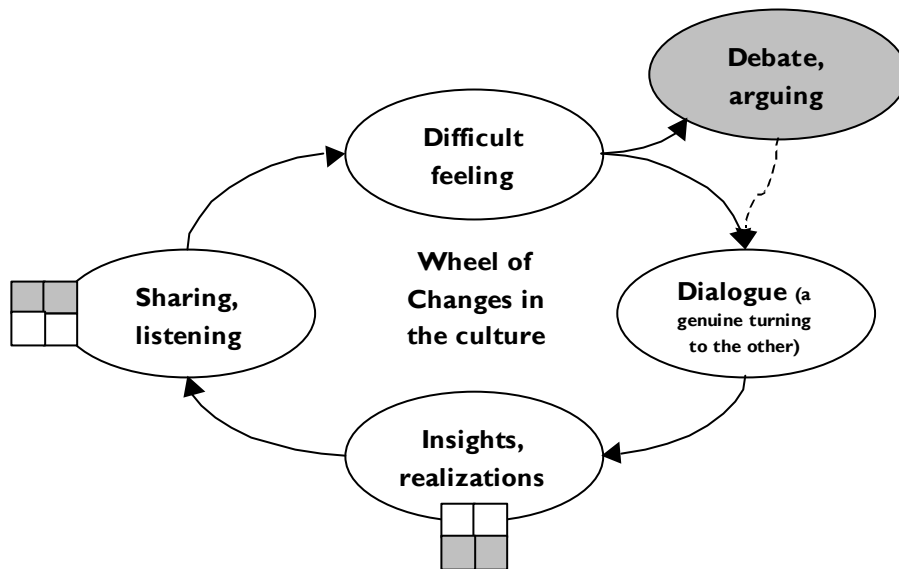 Debate,
arguing
Difficult
feeling
Wheel of
Changes in
the culture
Sharing,
listening
Dialogue (a
genuine turning
to the other)
Insights,
realizations